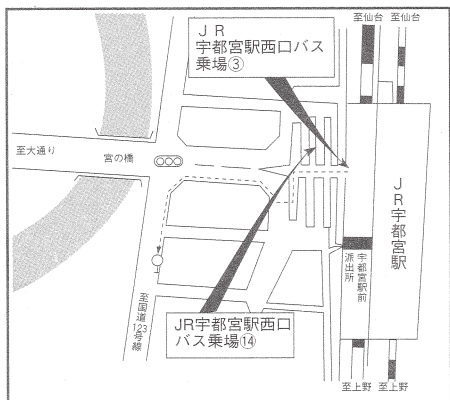 至仙台 至仙台
JR
宇都宮駅西口バス
乗場③
至大通り
宮の橋
JR宇都宮駅
宇都宮駅前
派出所
至国道123号線
JR宇都宮駅西口
バス乗場⑭
至上野 至上野